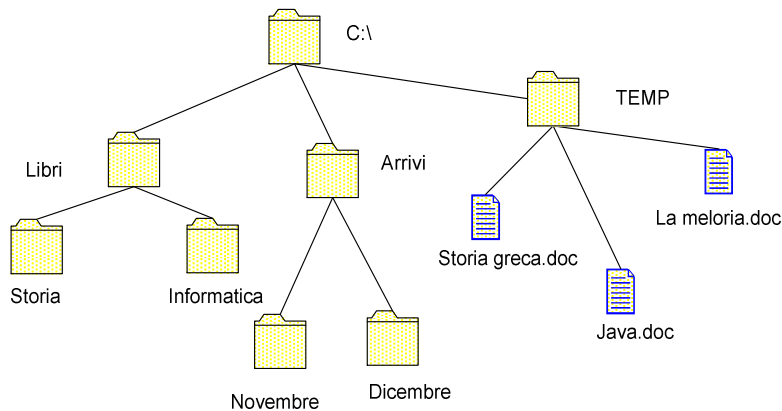 C:\
TEMP
Libri
Arrivi
La meloria.doc
Storia greca.doc
Storia
Informatica
Java.doc
Novembre
Dicembre